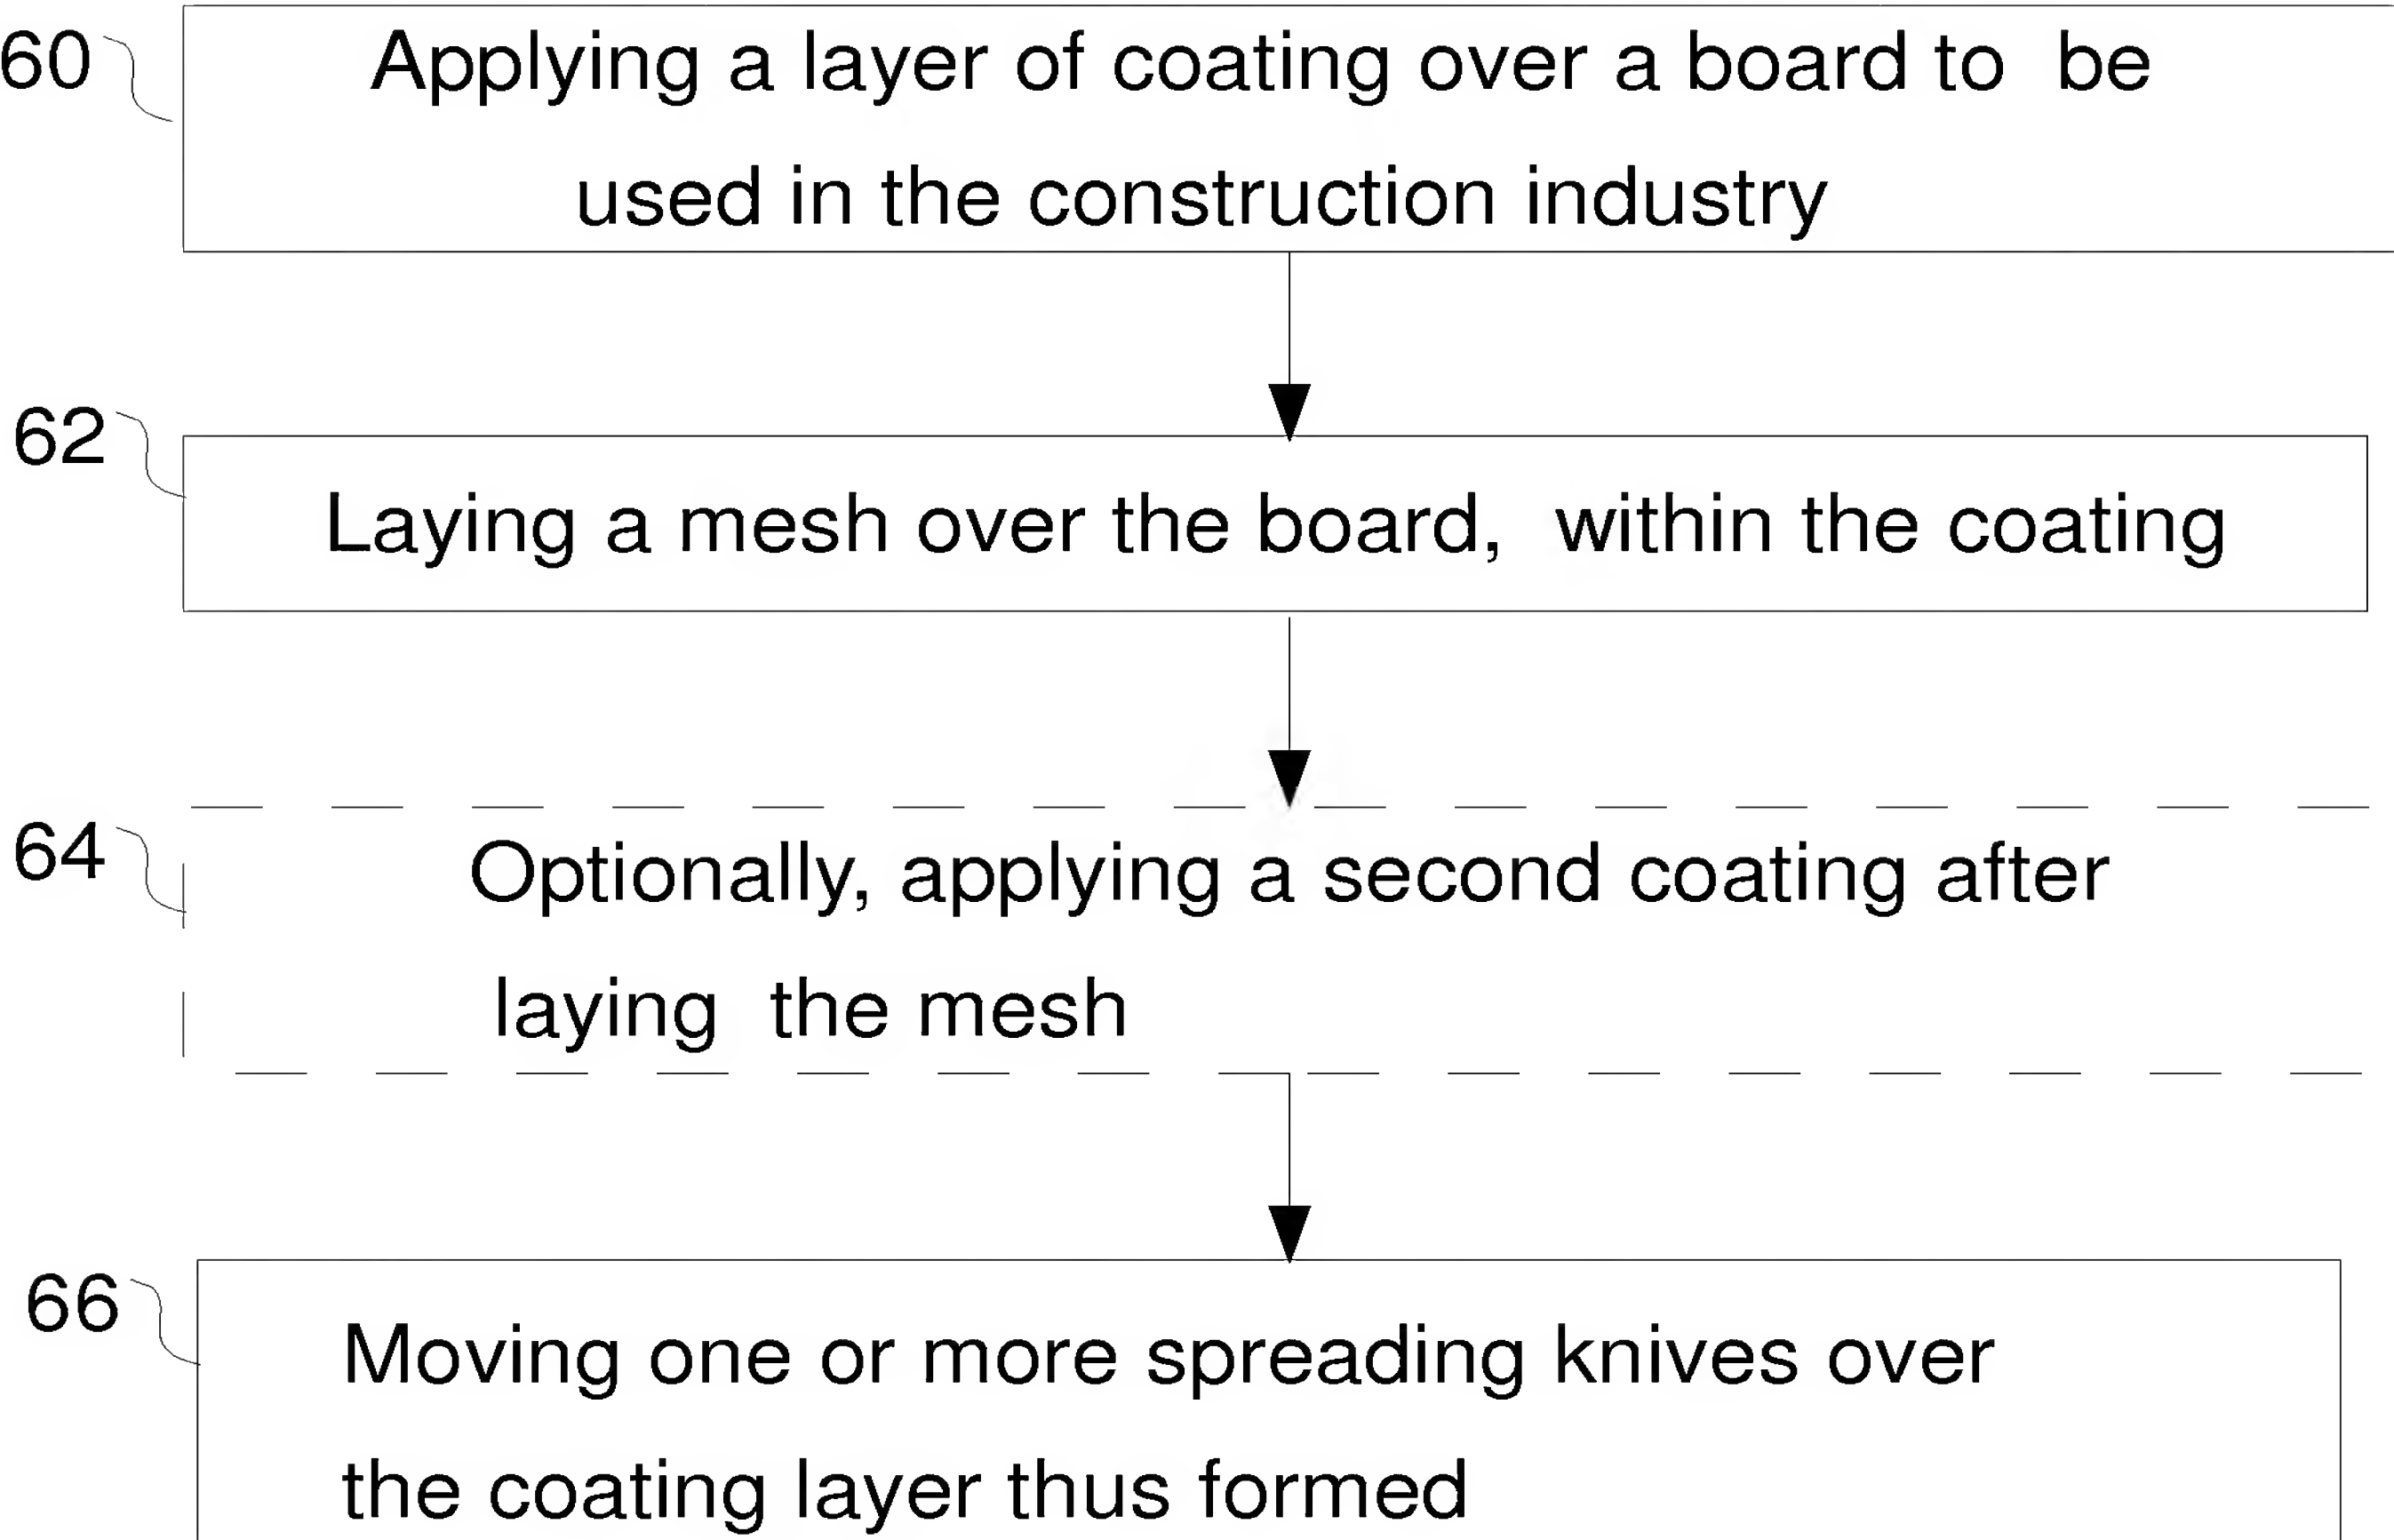 60
Applying a layer of coating over a board to be
used in the construction industry
62
Laying a mesh over the board, within the coating
64
Optionally, applying a second coating after
laying the mesh
66
Moving one or more spreading knives over
the coating layer thus formed